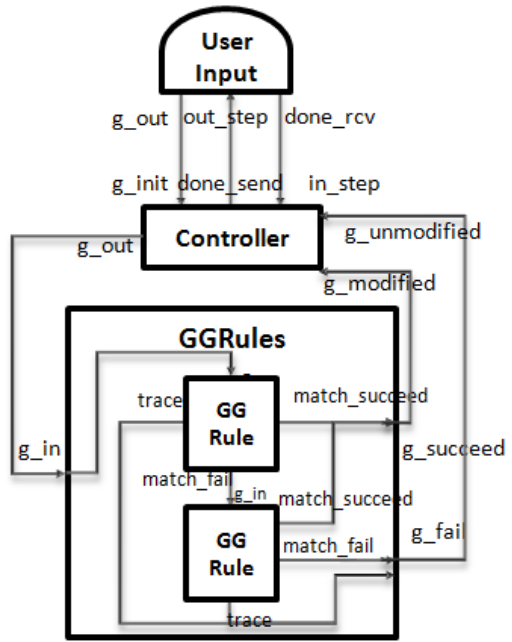 User
Input
g_out out_step done_rcv
g_init done_send in_step
Controller
g_unmodified
g_out
g_modified
GGRules
match_succeed
trace
GG
Rule
g_in
g_succeed
match_fail
g_in
match_succeed
g_fail
match_fail
GG
Rule
trace